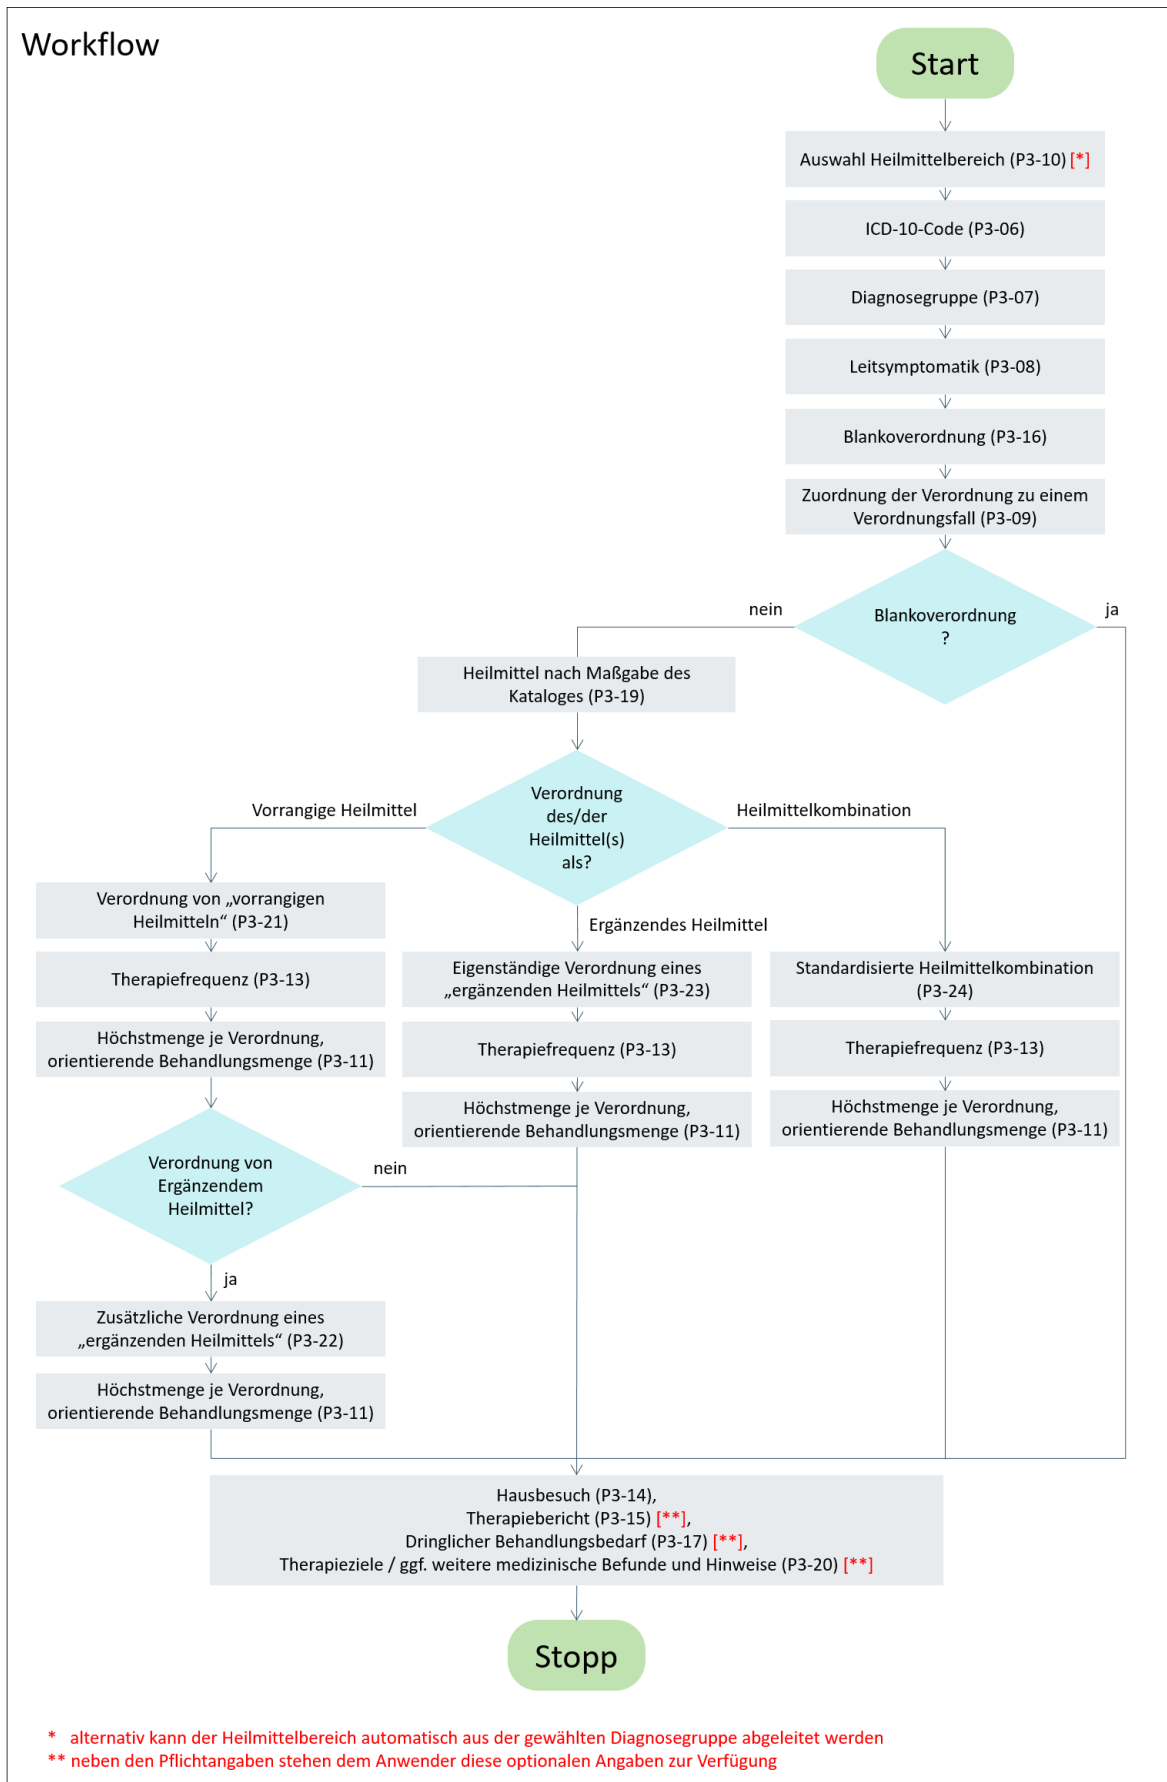 Workflow
Start
Auswahl Heilmittelbereich (P3-10) [*]
ICD-10-Code (P3-06)
Diagnosegruppe (P3-07)
Leitsymptomatik (P3-08)
Blankoverordnung (P3-16)
Zuordnung der Verordnung zu einem
Verordnungsfall (P3-09)
nein
Blankoverordnung
?
ja
Heilmittel nach Maßgabe des
Kataloges (P3-19)
Vorrangige Heilmittel
Verordnung
des/der
Heilmittel(s)
als?
Heilmittelkombination
Ergänzendes Heilmittel
Verordnung von „vorrangigen
Heilmitteln“ (P3-21)
Therapiefrequenz (P3-13)
Höchstmenge je Verordnung,
orientierende Behandlungsmenge (P3-11)
Eigenständige Verordnung eines
„ergänzenden Heilmittels“ (P3-23)
Therapiefrequenz (P3-13)
Höchstmenge je Verordnung,
orientierende Behandlungsmenge (P3-11)
Standardisierte Heilmittelkombination
(P3-24)
Therapiefrequenz (P3-13)
Höchstmenge je Verordnung,
orientierende Behandlungsmenge (P3-11)
Verordnung von
Ergänzendem
Heilmittel?
nein
ja
Zusätzliche Verordnung eines
„ergänzenden Heilmittels“ (P3-22)
Höchstmenge je Verordnung,
orientierende Behandlungsmenge (P3-11)
Hausbesuch (P3-14),
Therapiebericht (P3-15) [**],
Dringlicher Behandlungsbedarf (P3-17) [**],
Therapieziele / ggf. weitere medizinische Befunde und Hinweise (P3-20) [**]
Stopp
* alternativ kann der Heilmittelbereich automatisch aus der gewählten Diagnosegruppe abgeleitet werden
** neben den Pflichtangaben stehen dem Anwender diese optionalen Angaben zur Verfügung